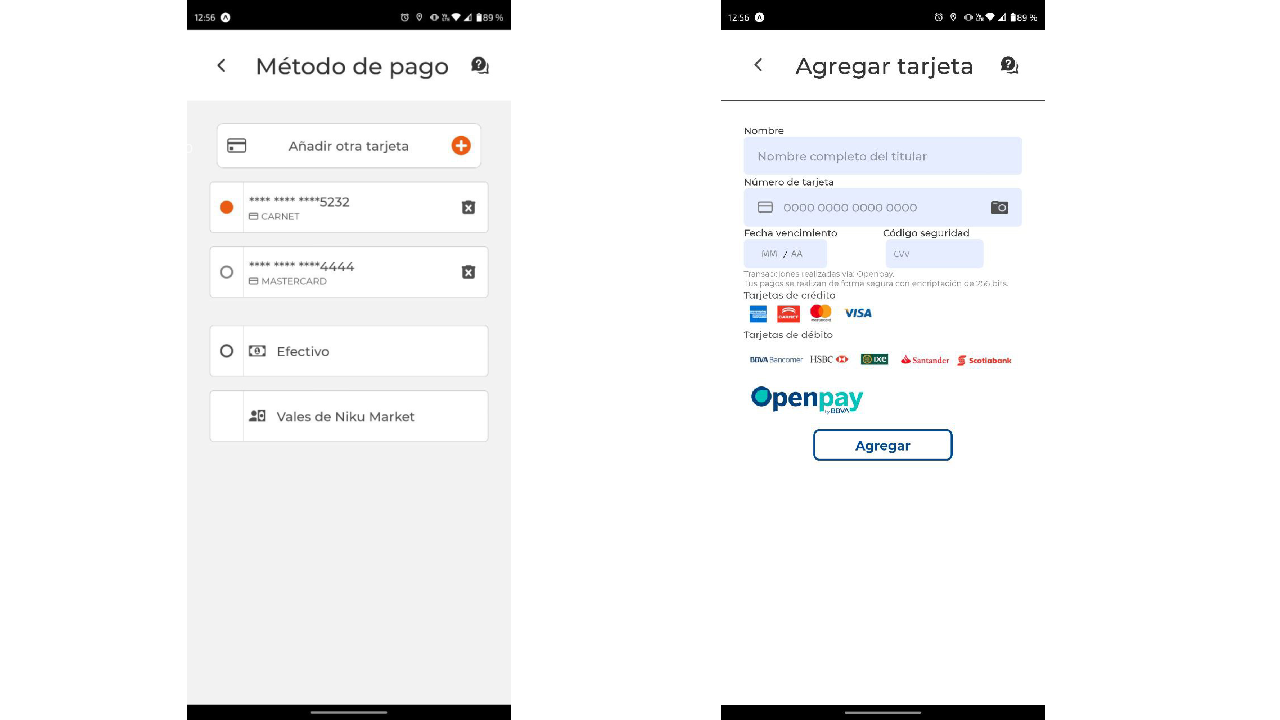 12:56
89 %
Método de pago
Añadir otra tarjeta
**** **** ****5232
CARNET
**** **** ****4444
MASTERCARD
Efectivo
Vales de Niku Market
12:56
89 %
Agregar tarjeta
Nombre
Nombre completo del titular
Número de tarjeta
0000 0000 0000 0000
Fecha vencimiento Código seguridad
MM / AA CVV
Transacciones realizadas vía: Openpay.
Tus pagos se realizan de forma segura con encriptación de 256 bits.
Tarjetas de crédito
CARNET mastercard VISA
Tarjetas de débito
BBVA Bancomer HSBC IXE Santander Scotiabank
Openpay
by BBVA
Agregar